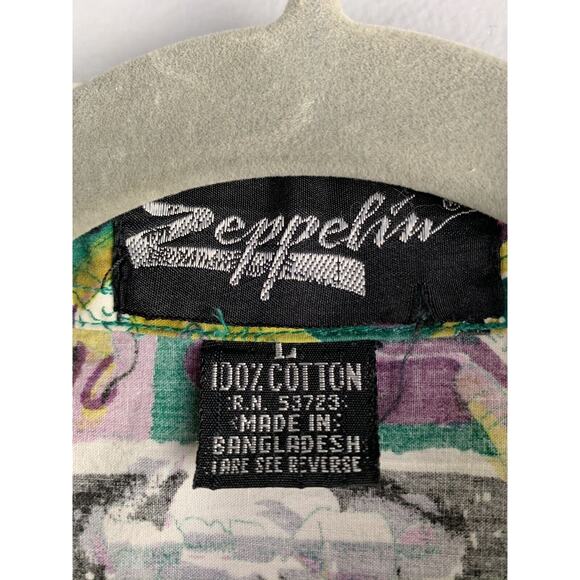 Zeppelin
L
100% COTTON
R.N. 53723
MADE IN
BANGLADESH
CARE SEE REVERSE